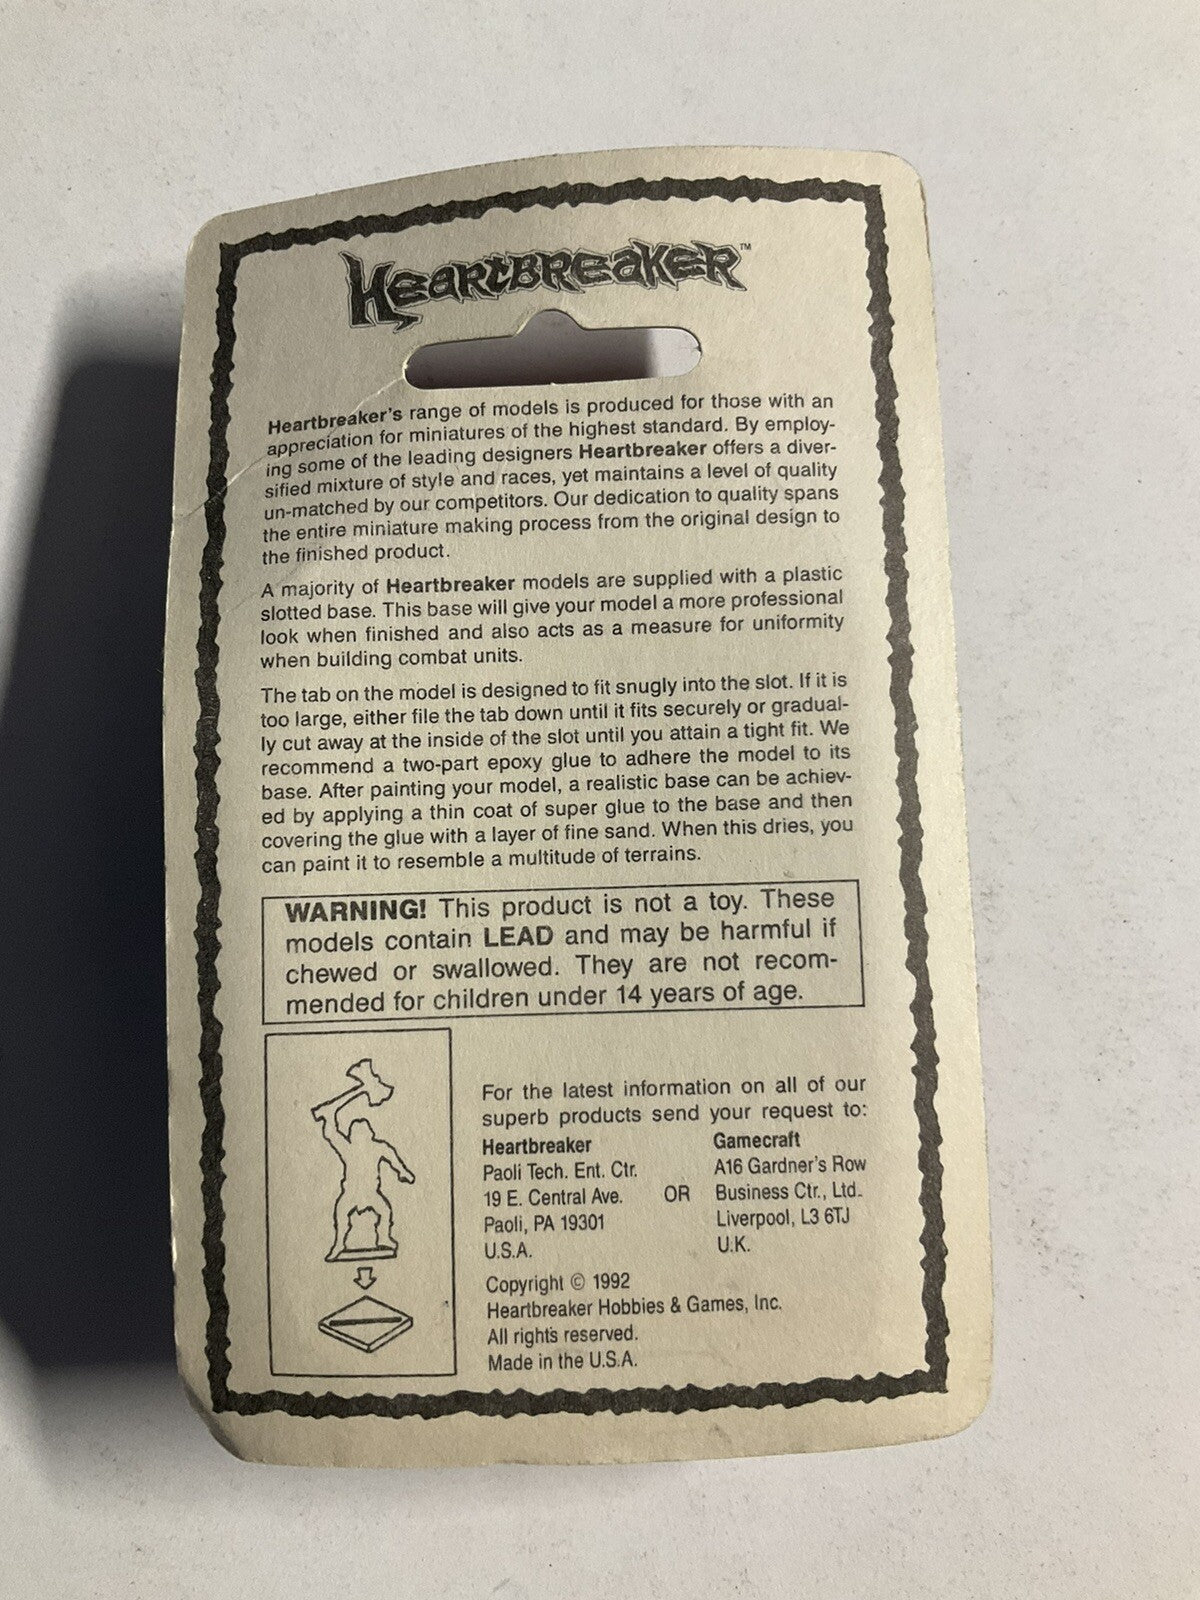 HEARTBREAKER™
Heartbreaker's range of models is produced for those with an
appreciation for miniatures of the highest standard. By employ-
ing some of the leading designers Heartbreaker offers a diver-
sified mixture of style and races, yet maintains a level of quality
un-matched by our competitors. Our dedication to quality spans
the entire miniature making process from the original design to
the finished product.
A majority of Heartbreaker models are supplied with a plastic
slotted base. This base will give your model a more professional
look when finished and also acts as a measure for uniformity
when building combat units.
The tab on the model is designed to fit snugly into the slot. If it is
too large, either file the tab down until it fits securely or gradual-
ly cut away at the inside of the slot until you attain a tight fit. We
recommend a two-part epoxy glue to adhere the model to its
base. After painting your model, a realistic base can be achiev-
ed by applying a thin coat of super glue to the base and then
covering the glue with a layer of fine sand. When this dries, you
can paint it to resemble a multitude of terrains.
WARNING! This product is not a toy. These
models contain LEAD and may be harmful if
chewed or swallowed. They are not recom-
mended for children under 14 years of age.
For the latest information on all of our
superb products send your request to:
Heartbreaker
Paoli Tech. Ent. Ctr.
19 E. Central Ave.
Paoli, PA 19301
U.S.A.
OR
Gamecraft
A16 Gardner's Row
Business Ctr., Ltd.
Liverpool, L3 6TJ
U.K.
Copyright © 1992
Heartbreaker Hobbies & Games, Inc.
All rights reserved.
Made in the U.S.A.